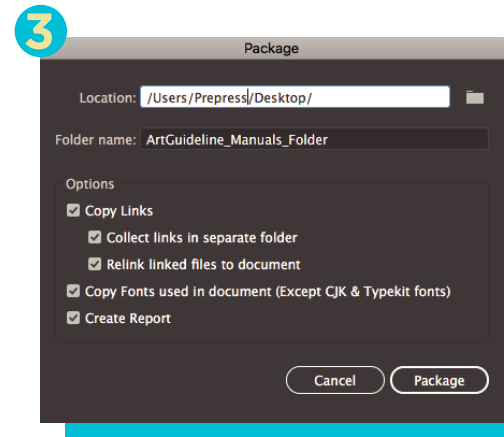 3
Package
Location: /Users/Prepress/Desktop/
Folder name: ArtGuideline_Manuals_Folder
Options
Copy Links
Collect links in separate folder
Relink linked files to document
Copy Fonts used in document (Except CJK & Typekit fonts)
Create Report
Cancel Package